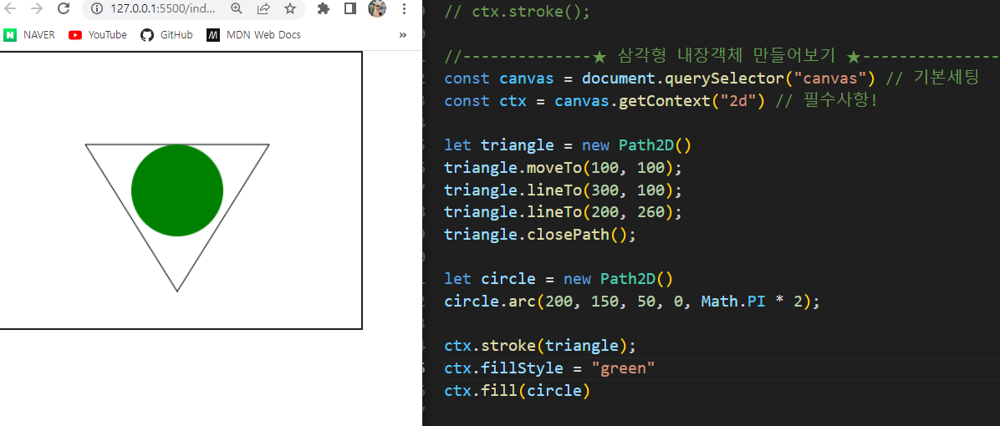 127.0.0.1:5500/ind...
NAVER YouTube GitHub MDN Web Docs »
// ctx.stroke();
//--------------★ 삼각형 내장객체 만들어보기 ★---------------
const canvas = document.querySelector("canvas") // 기본세팅
const ctx = canvas.getContext("2d") // 필수사항!
let triangle = new Path2D()
triangle.moveTo(100, 100);
triangle.lineTo(300, 100);
triangle.lineTo(200, 260);
triangle.closePath();
let circle = new Path2D()
circle.arc(200, 150, 50, 0, Math.PI * 2);
ctx.stroke(triangle);
ctx.fillStyle = "green"
ctx.fill(circle)